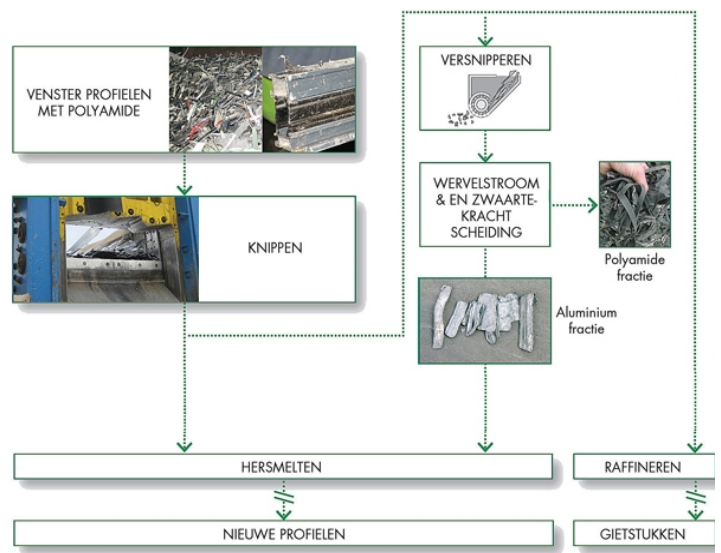 VENSTER PROFIELEN
MET POLYAMIDE
KNIPPEN
VERSNIPPEREN
WERVELSTROOM
& EN ZWAARTE-
KRACHT
SCHEIDING
Polyamide
fractie
Aluminium
fractie
HERSMELTEN
RAFFINEREN
NIEUWE PROFIELEN
GIETSTUKKEN